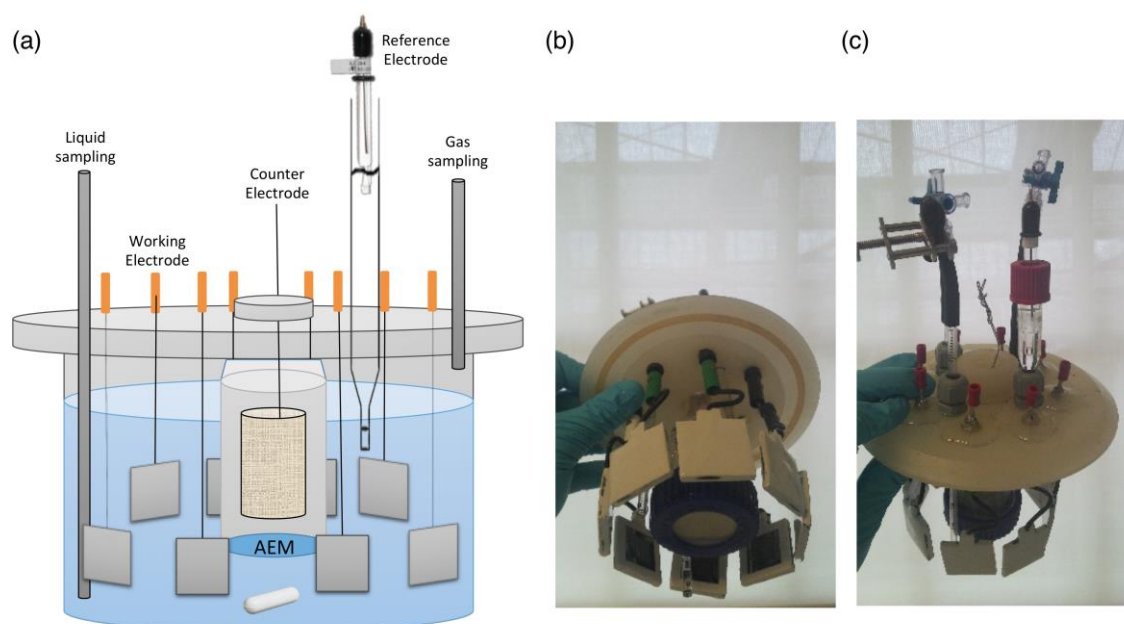 (a)
Reference
Electrode
Liquid
sampling
Gas
sampling
Counter
Electrode
Working
Electrode
AEM
(b)
(c)